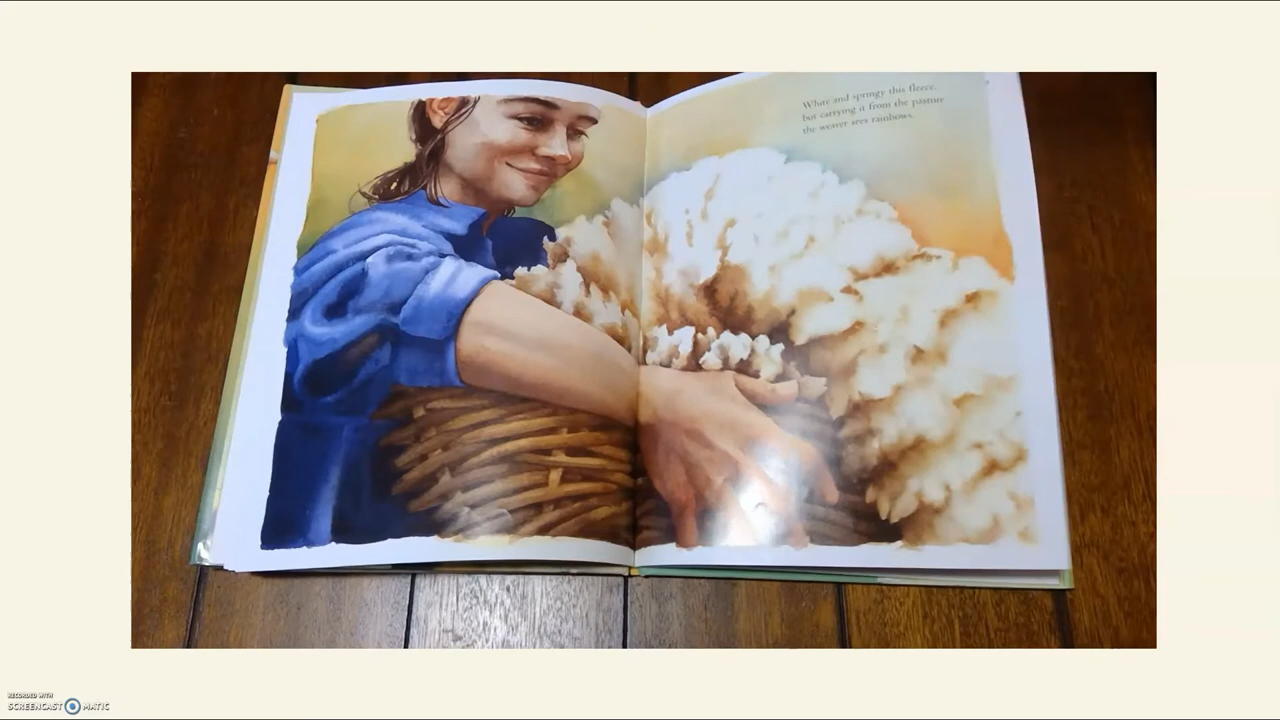 White and springy this fleece,
but carrying it from the pasture
the weaver sees rainbows.
RECORDED WITH
SCREENCAST MATIC